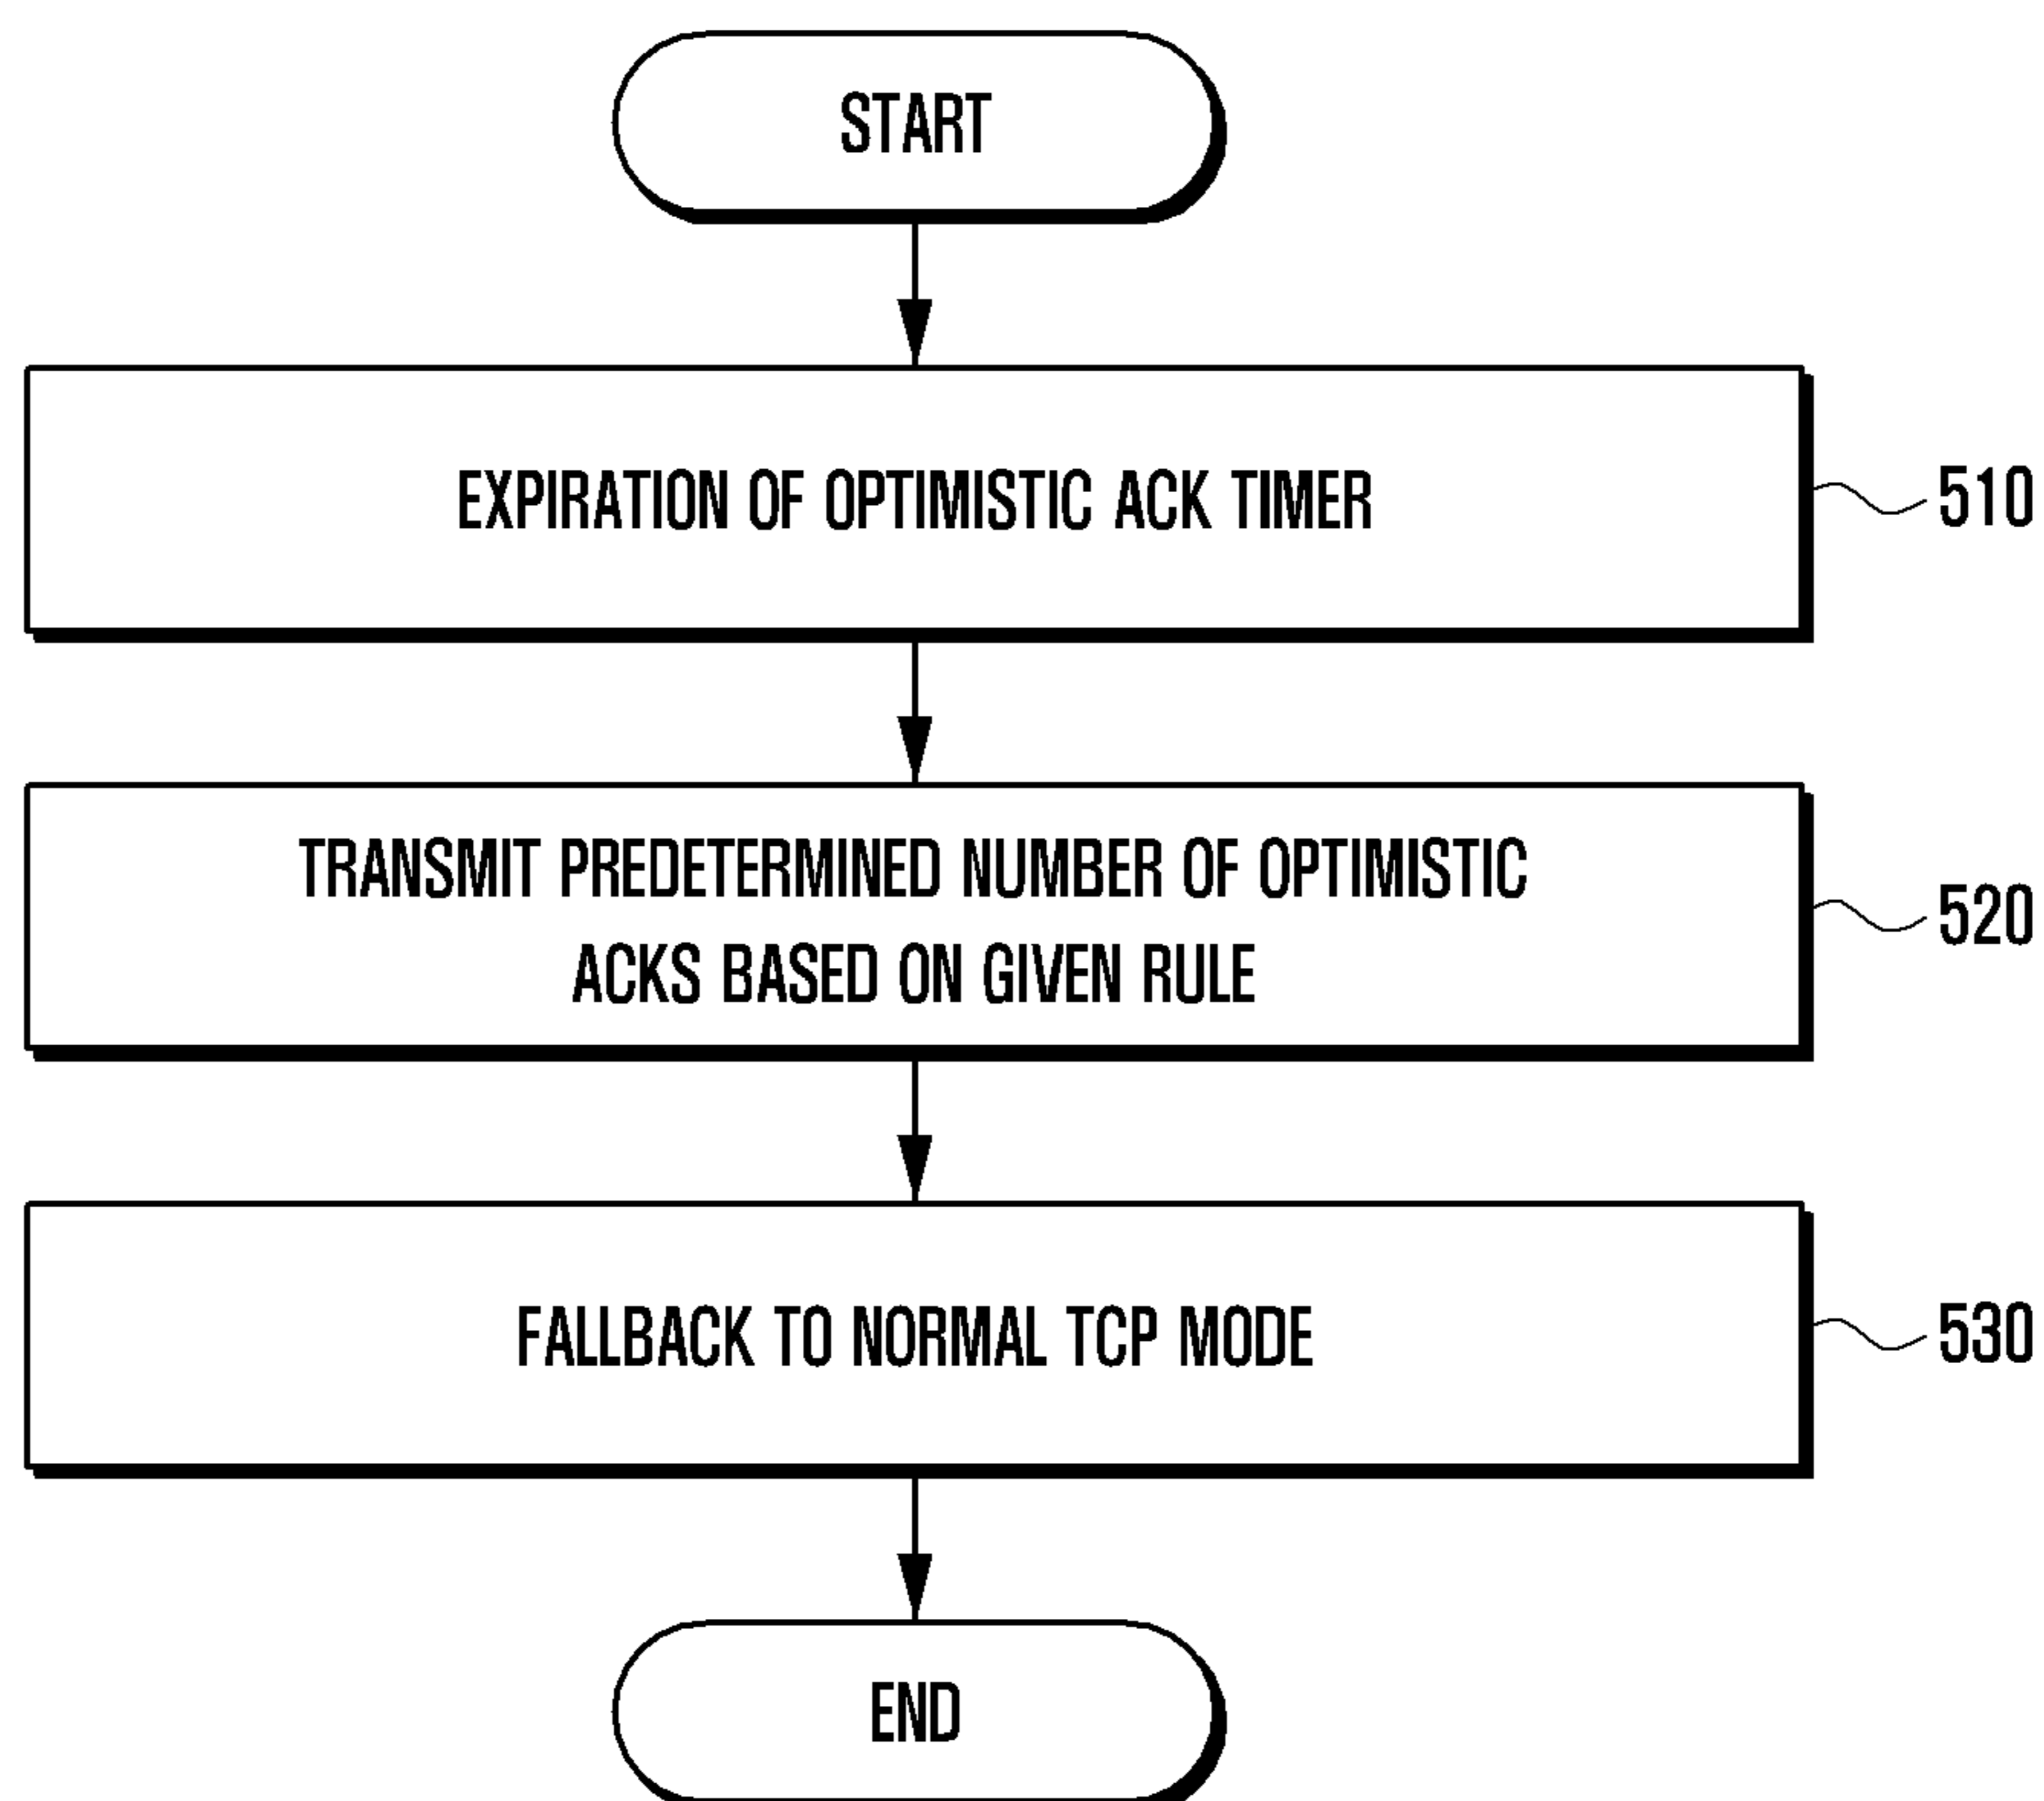 START
EXPIRATION OF OPTIMISTIC ACK TIMER
510
TRANSMIT PREDETERMINED NUMBER OF OPTIMISTIC
ACKS BASED ON GIVEN RULE
520
FALLBACK TO NORMAL TCP MODE
530
END